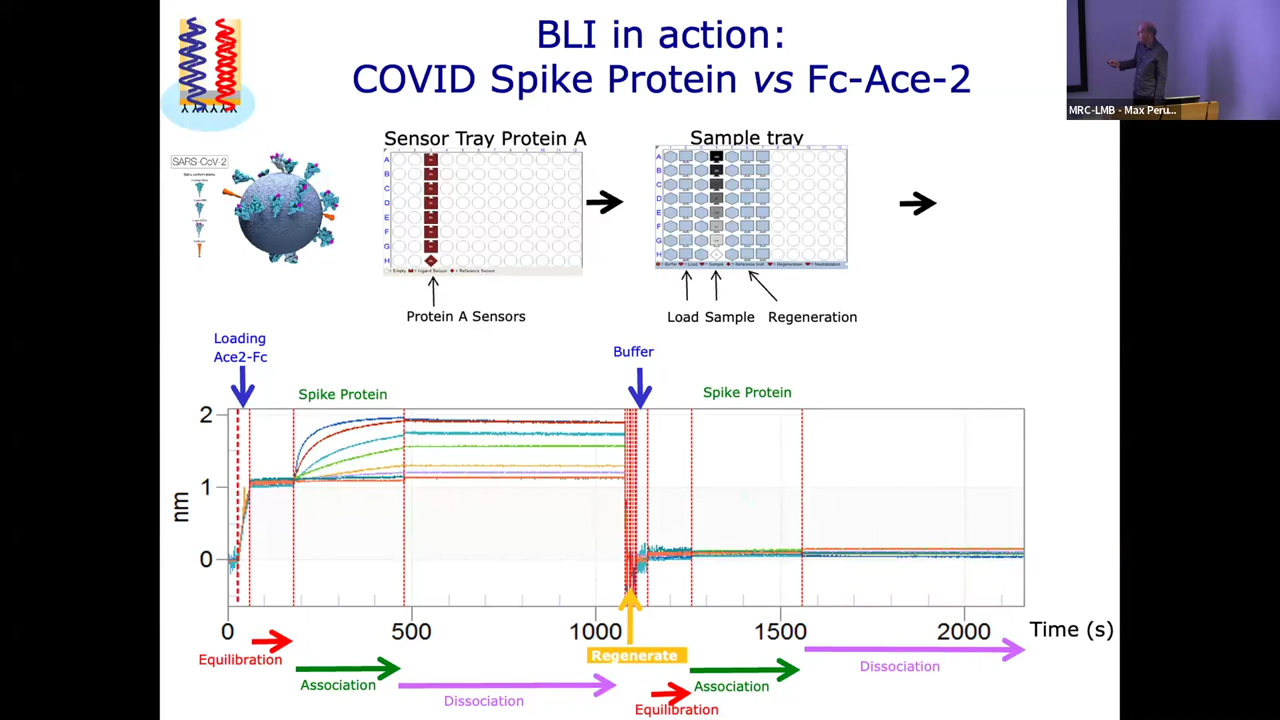 BLI in action:
COVID Spike Protein vs Fc-Ace-2
MRC-LMB - Max Peru...
SARS-CoV-2
Sensor Tray Protein A
Sample tray
A
B
C
D
E
F
G
H
A
B
C
D
E
F
G
H
Protein A Sensors
Load Sample Regeneration
Loading
Ace2-Fc
Buffer
Spike Protein
Spike Protein
2
1
0
nm
0 500 1000 1500 2000 Time (s)
Regenerate
Equilibration
Association
Dissociation
Equilibration
Association
Dissociation